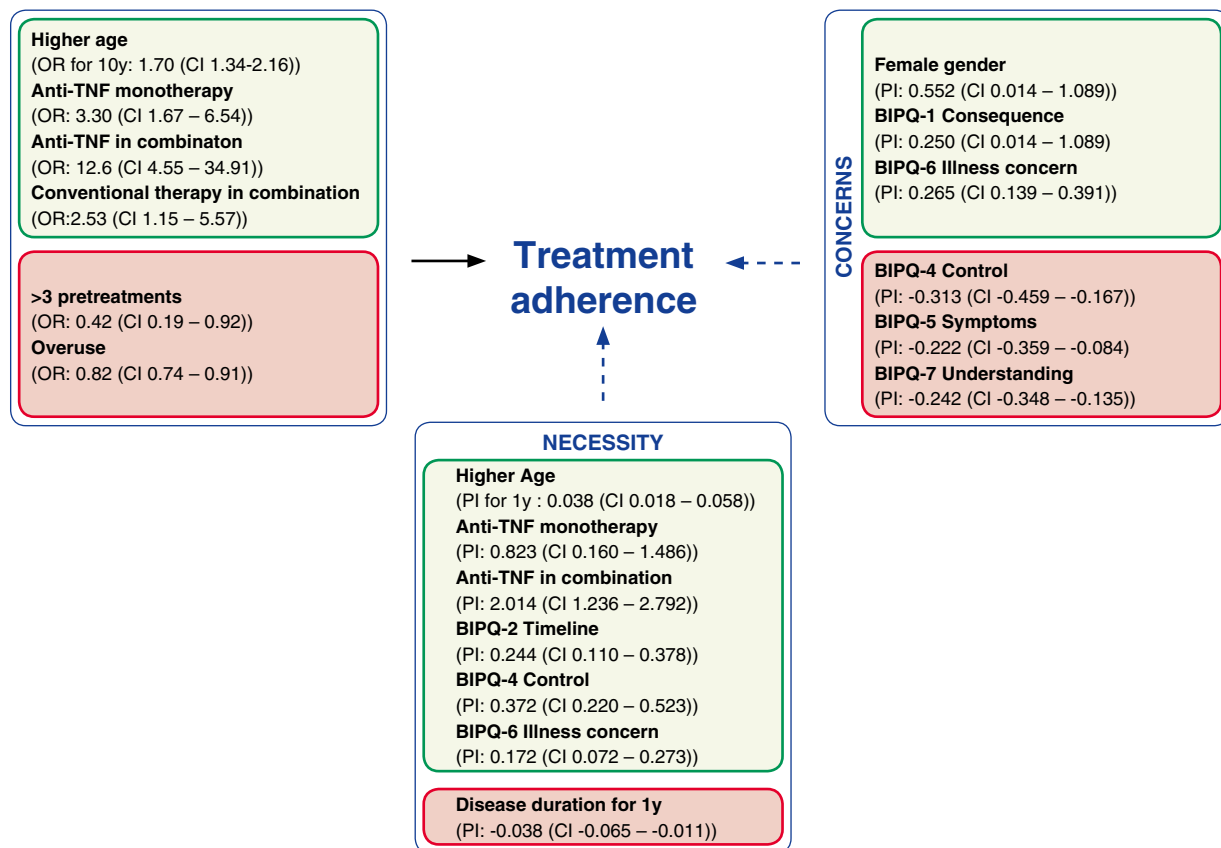 Higher age
(OR for 10y: 1.70 (CI 1.34-2.16))
Anti-TNF monotherapy
(OR: 3.30 (CI 1.67 – 6.54))
Anti-TNF in combinaton
(OR: 12.6 (CI 4.55 – 34.91))
Conventional therapy in combination
(OR:2.53 (CI 1.15 – 5.57))
>3 pretreatments
(OR: 0.42 (CI 0.19 – 0.92))
Overuse
(OR: 0.82 (CI 0.74 – 0.91))
Treatment
adherence
CONCERNS
Female gender
(PI: 0.552 (CI 0.014 – 1.089))
BIPQ-1 Consequence
(PI: 0.250 (CI 0.014 – 1.089)
BIPQ-6 Illness concern
(PI: 0.265 (CI 0.139 – 0.391))
BIPQ-4 Control
(PI: -0.313 (CI -0.459 – -0.167))
BIPQ-5 Symptoms
(PI: -0.222 (CI -0.359 – -0.084)
BIPQ-7 Understanding
(PI: -0.242 (CI -0.348 – -0.135))
NECESSITY
Higher Age
(PI for 1y : 0.038 (CI 0.018 – 0.058))
Anti-TNF monotherapy
(PI: 0.823 (CI 0.160 – 1.486))
Anti-TNF in combination
(PI: 2.014 (CI 1.236 – 2.792))
BIPQ-2 Timeline
(PI: 0.244 (CI 0.110 – 0.378))
BIPQ-4 Control
(PI: 0.372 (CI 0.220 – 0.523))
BIPQ-6 Illness concern
(PI: 0.172 (CI 0.072 – 0.273))
Disease duration for 1y
(PI: -0.038 (CI -0.065 – -0.011))